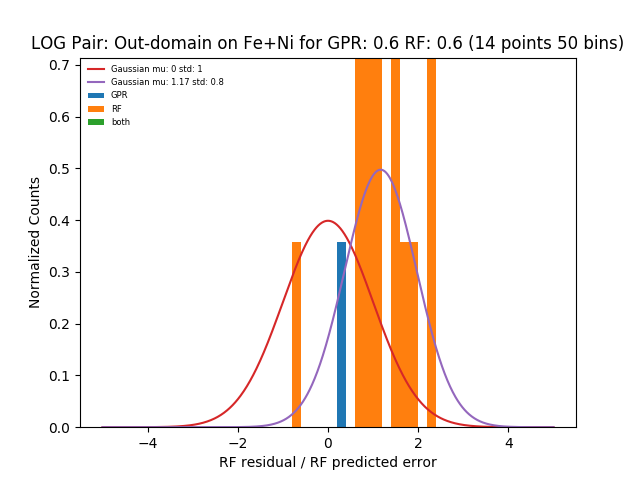 LOG Pair: Out-domain on Fe+Ni for GPR: 0.6 RF: 0.6 (14 points 50 bins)
0.7
0.6
0.5
0.4
0.3
0.2
0.1
0.0
Normalized Counts
Gaussian mu: 0 std: 1
Gaussian mu: 1.17 std: 0.8
GPR
RF
both
−4
−2
0
2
4
RF residual / RF predicted error